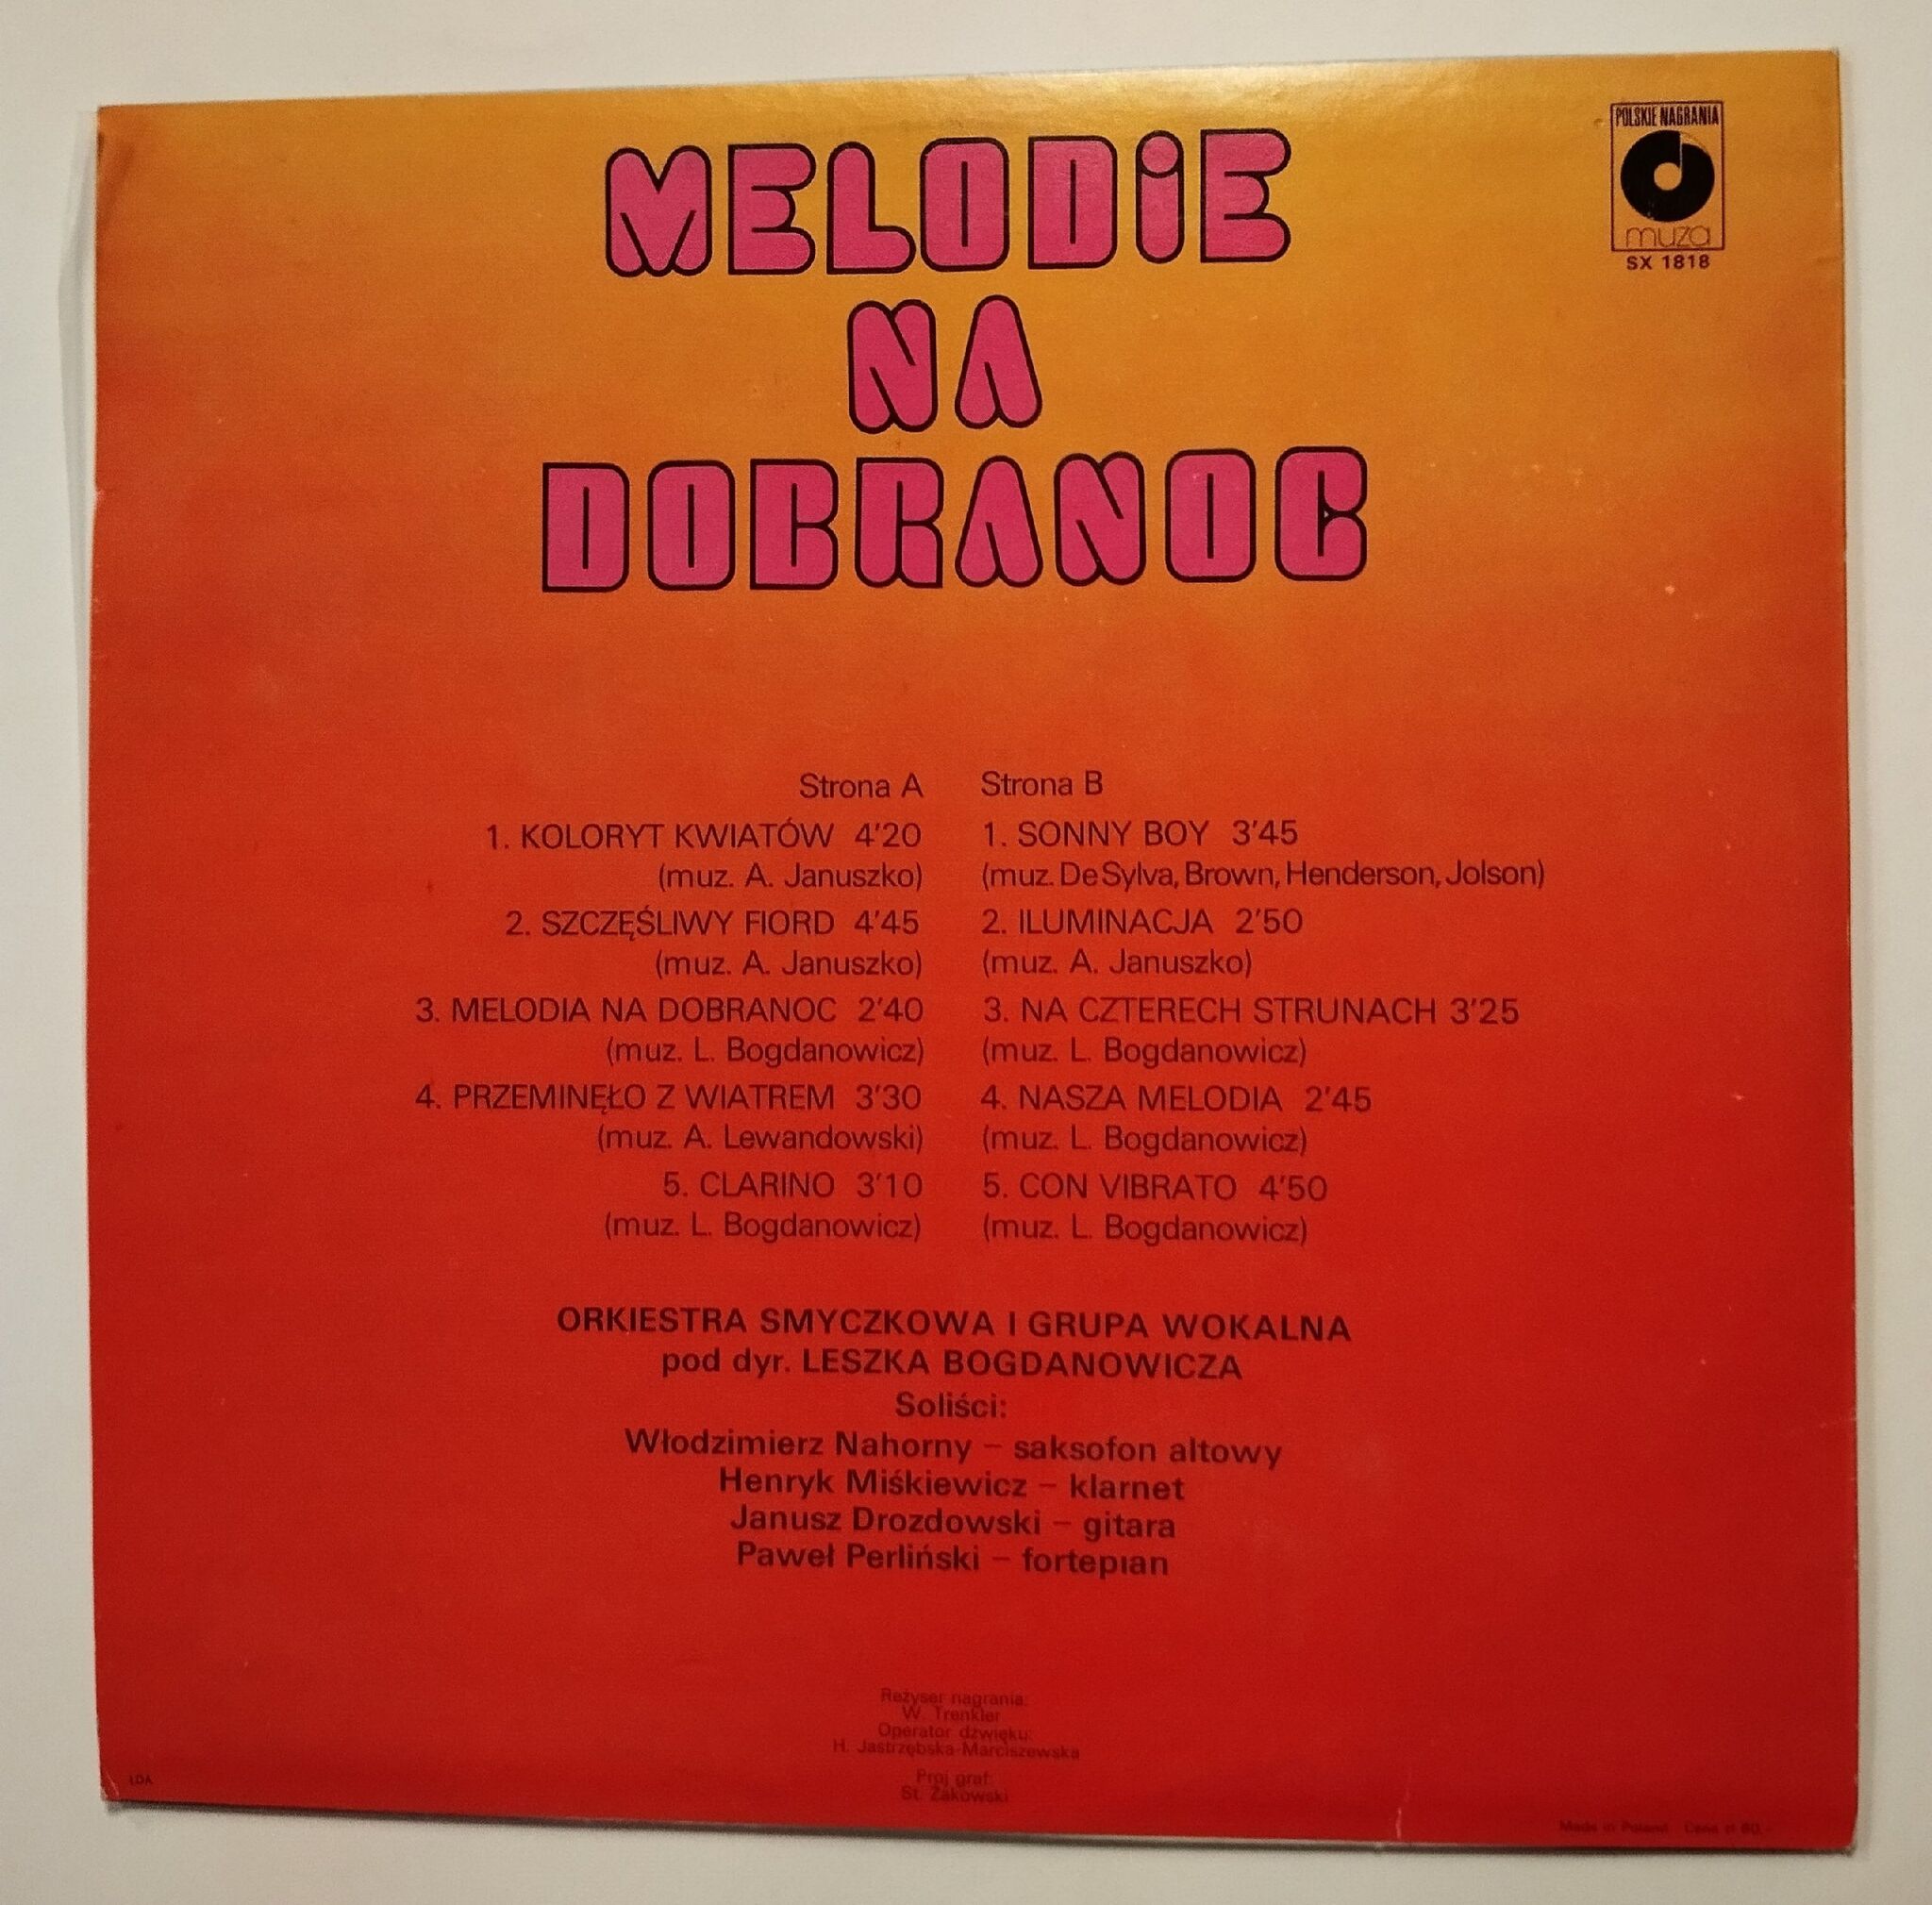 MELODiE
NA
DOBRANOC
POLSKIE NAGRANIA
muza
SX 1818
Strona A
1. KOLORYT KWIATÓW 4'20
(muz. A. Januszko)
2. SZCZĘŚLIWY FIORD 4'45
(muz. A. Januszko)
3. MELODIA NA DOBRANOC 2'40
(muz. L. Bogdanowicz)
4. PRZEMINĘŁO Z WIATREM 3'30
(muz. A. Lewandowski)
5. CLARINO 3'10
(muz. L. Bogdanowicz)
Strona B
1. SONNY BOY 3'45
(muz. De Sylva, Brown, Henderson, Jolson)
2. ILUMINACJA 2'50
(muz. A. Januszko)
3. NA CZTERECH STRUNACH 3'25
(muz. L. Bogdanowicz)
4. NASZA MELODIA 2'45
(muz. L. Bogdanowicz)
5. CON VIBRATO 4'50
(muz. L. Bogdanowicz)
ORKIESTRA SMYCZKOWA I GRUPA WOKALNA
pod dyr. LESZKA BOGDANOWICZA
Soliści:
Włodzimierz Nahorny – saksofon altowy
Henryk Miśkiewicz – klarnet
Janusz Drozdowski – gitara
Paweł Perliński – fortepian
Reżyser nagrania:
W. Trenkler
Operator dźwięku:
H. Jastrzębska-Marciszewska
Proj. graf.
St. Żakowski
LDA
Made in Poland Cena zł 80,-